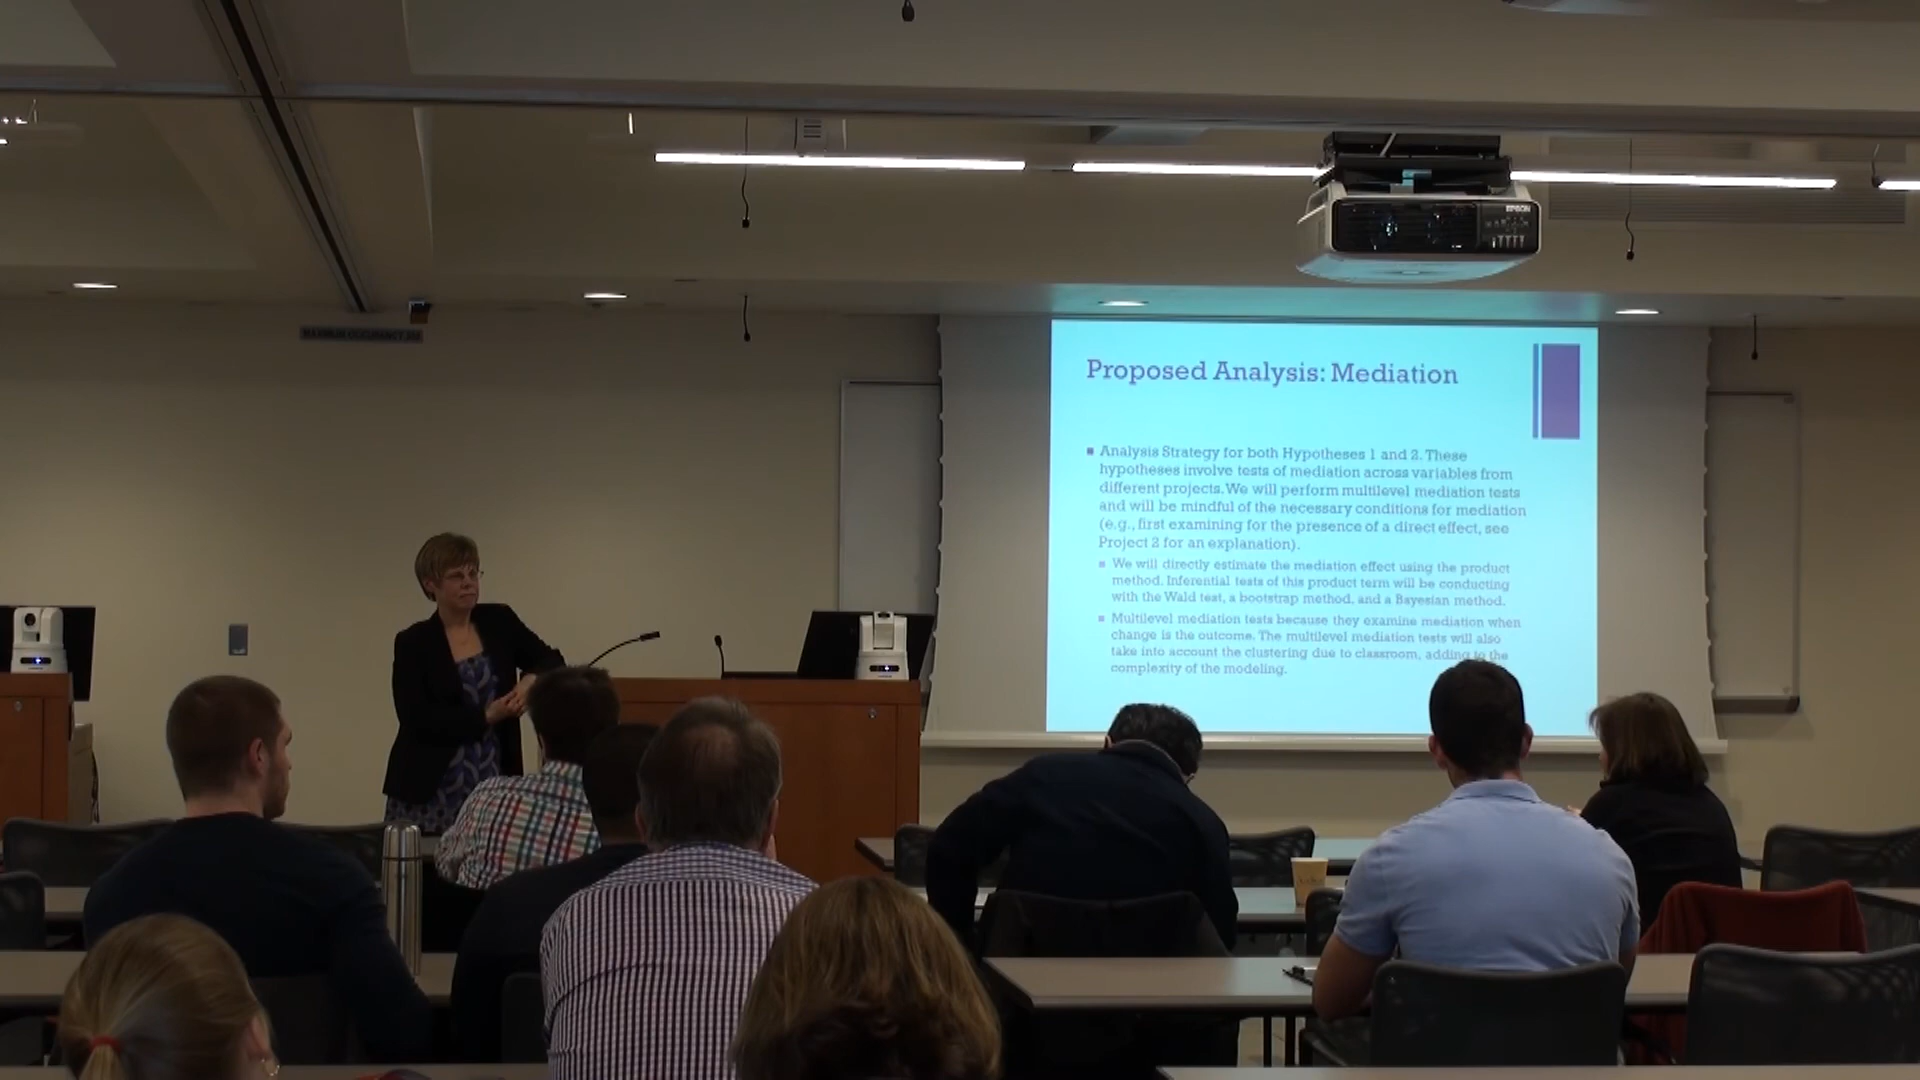 EPSON
MAXIMUM OCCUPANCY
Proposed Analysis: Mediation
Analysis Strategy for both Hypotheses 1 and 2. These
hypotheses involve tests of mediation across variables from
different projects. We will perform multilevel mediation tests
and will be mindful of the necessary conditions for mediation
(e.g., first examining for the presence of a direct effect, see
Project 2 for an explanation).
We will directly estimate the mediation effect using the product
method. Inferential tests of this product term will be conducting
with the Wald test, a bootstrap method, and a Bayesian method.
Multilevel mediation tests because they examine mediation when
change is the outcome. The multilevel mediation tests will also
take into account the clustering due to classroom, adding to the
complexity of the modeling.